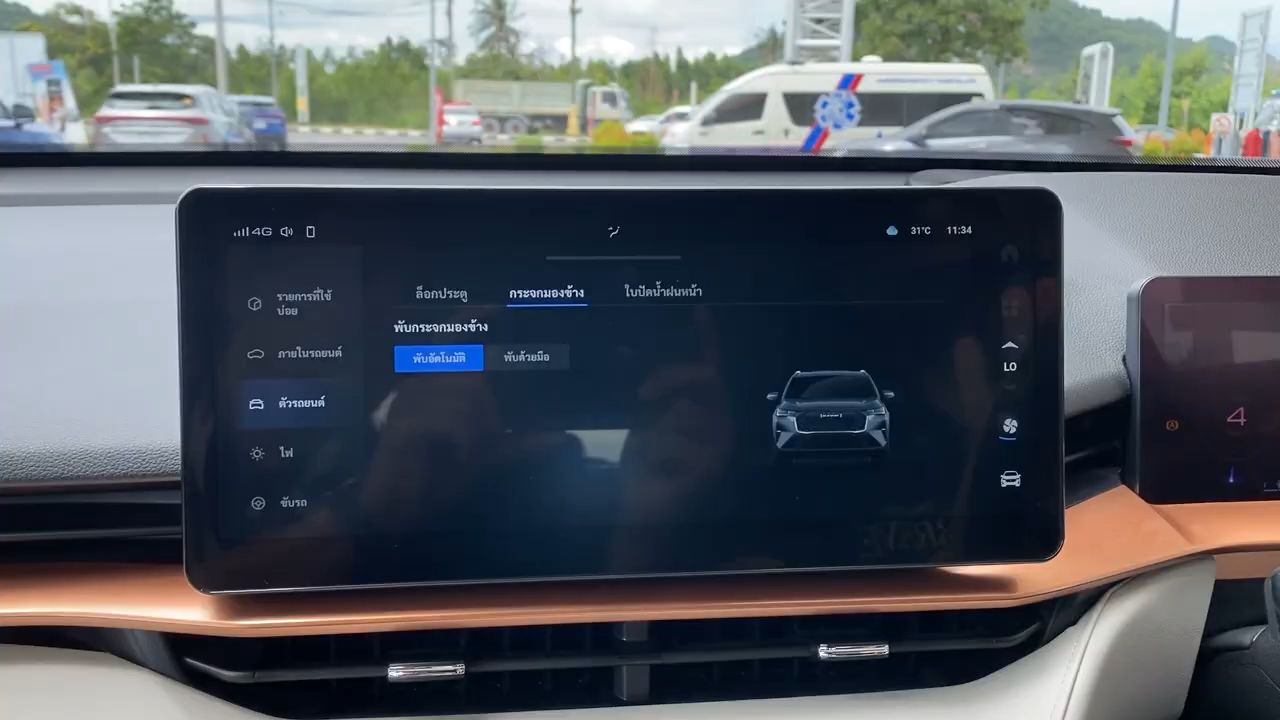 4G
31°C 11:34
รายการที่ใช้
บ่อย
ภายในรถยนต์
ตัวรถยนต์
ไฟ
ขับรถ
ล็อกประตู กระจกมองข้าง ใบปัดน้ำฝนหน้า
พับกระจกมองข้าง
พับอัตโนมัติ พับด้วยมือ
LO
4